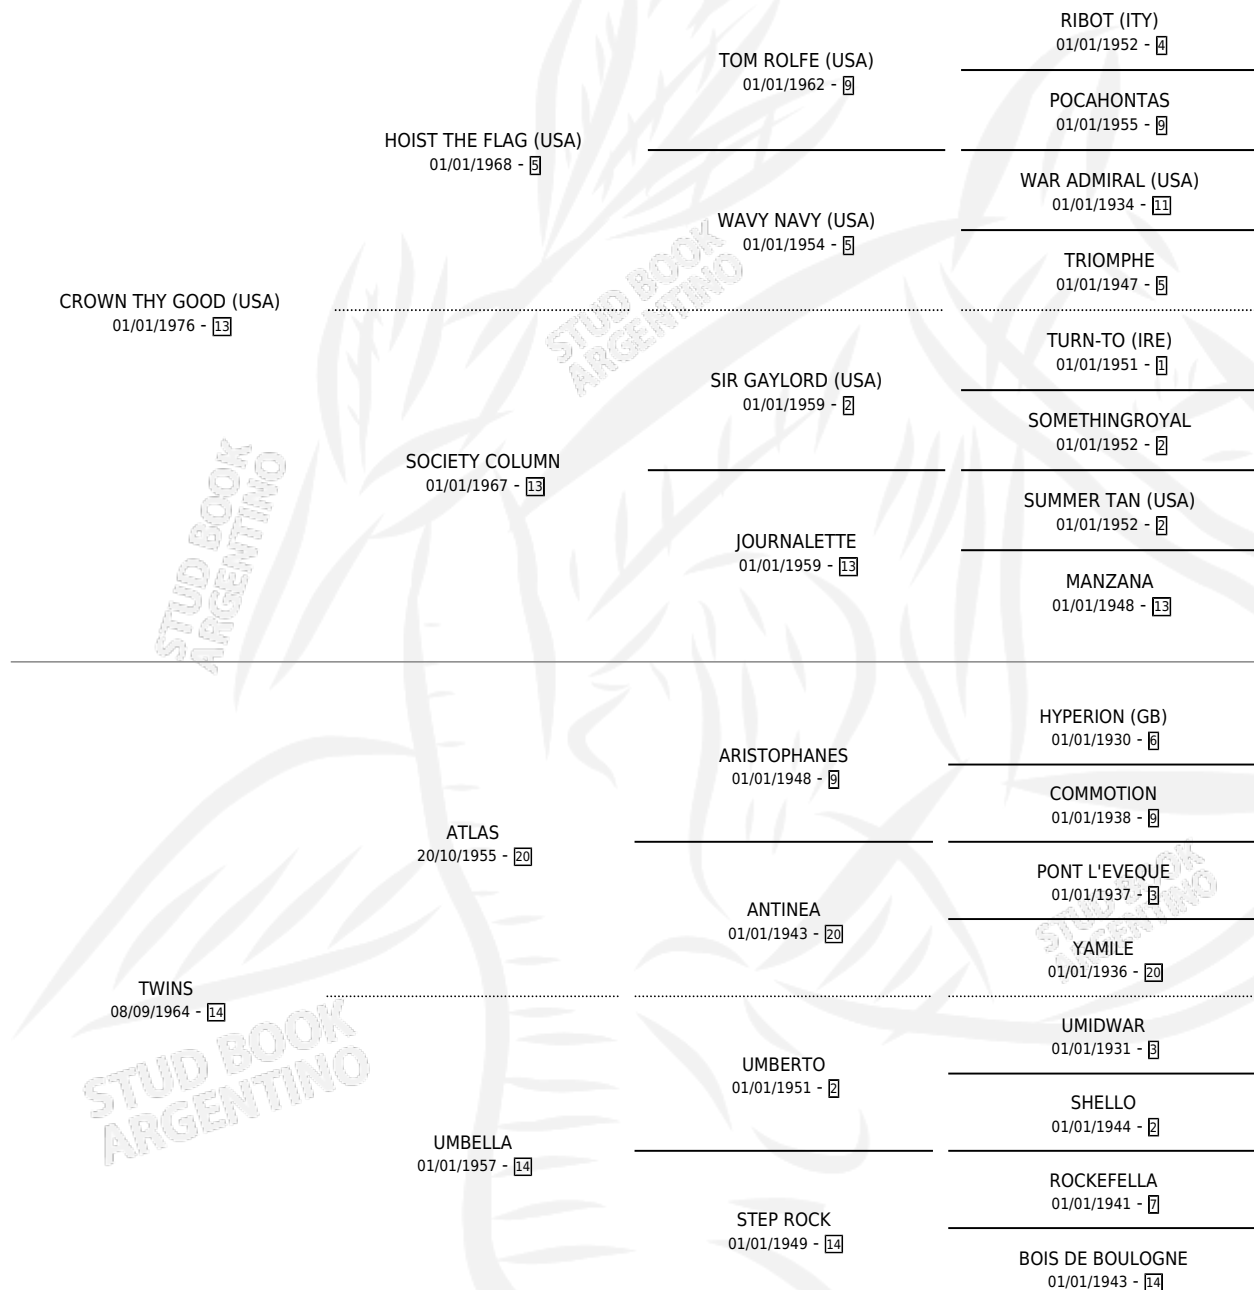 RIBOT (ITY)
01/01/1952 - 4
TOM ROLFE (USA)
01/01/1962 - 9
POCAHONTAS
01/01/1955 - 9
HOIST THE FLAG (USA)
01/01/1968 - 5
WAR ADMIRAL (USA)
01/01/1934 - 11
WAVY NAVY (USA)
01/01/1954 - 5
TRIOMPHE
01/01/1947 - 5
CROWN THY GOOD (USA)
01/01/1976 - 13
TURN-TO (IRE)
01/01/1951 - 1
SIR GAYLORD (USA)
01/01/1959 - 2
SOMETHINGROYAL
01/01/1952 - 2
SOCIETY COLUMN
01/01/1967 - 13
SUMMER TAN (USA)
01/01/1952 - 2
JOURNALETTE
01/01/1959 - 13
MANZANA
01/01/1948 - 13
HYPERION (GB)
01/01/1930 - 6
ARISTOPHANES
01/01/1948 - 9
COMMOTION
01/01/1938 - 9
ATLAS
20/10/1955 - 20
PONT L'EVEQUE
01/01/1937 - 3
ANTINEA
01/01/1943 - 20
YAMILE
01/01/1936 - 20
TWINS
08/09/1964 - 14
UMIDWAR
01/01/1931 - 3
UMBERTO
01/01/1951 - 2
SHELLO
01/01/1944 - 2
UMBELLA
01/01/1957 - 14
ROCKEFELLA
01/01/1941 - 7
STEP ROCK
01/01/1949 - 14
BOIS DE BOULOGNE
01/01/1943 - 14
STUD BOOK
ARGENTINO
STUD BOOK
ARGENTINO
STUD BOOK
ARGENTINO
STUD BOOK
ARGENTINO